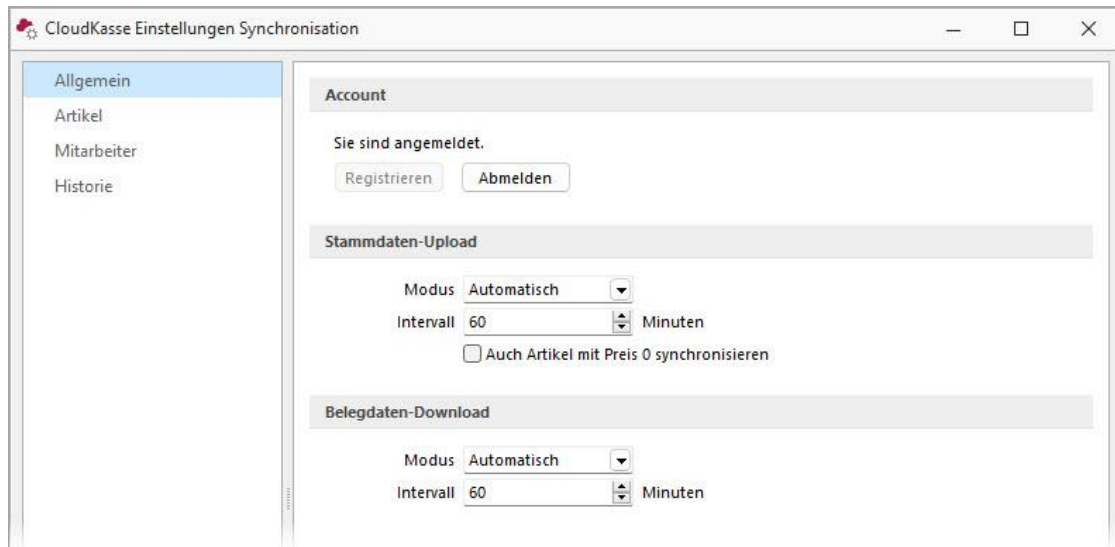 CloudKasse Einstellungen Synchronisation
Allgemein
Artikel
Mitarbeiter
Historie
Account
Sie sind angemeldet.
Registrieren Abmelden
Stammdaten-Upload
Modus Automatisch
Intervall 60 Minuten
Auch Artikel mit Preis 0 synchronisieren
Belegdaten-Download
Modus Automatisch
Intervall 60 Minuten